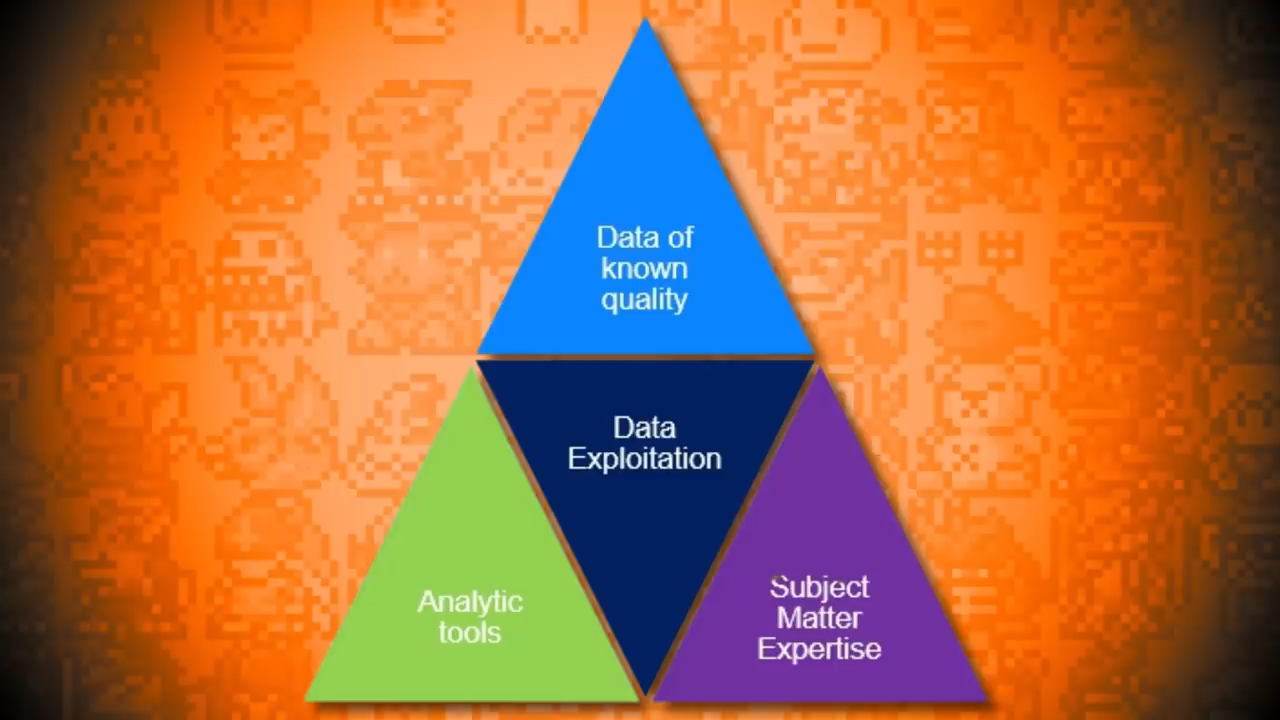 Data of
known
quality
Data
Exploitation
Analytic
tools
Subject
Matter
Expertise